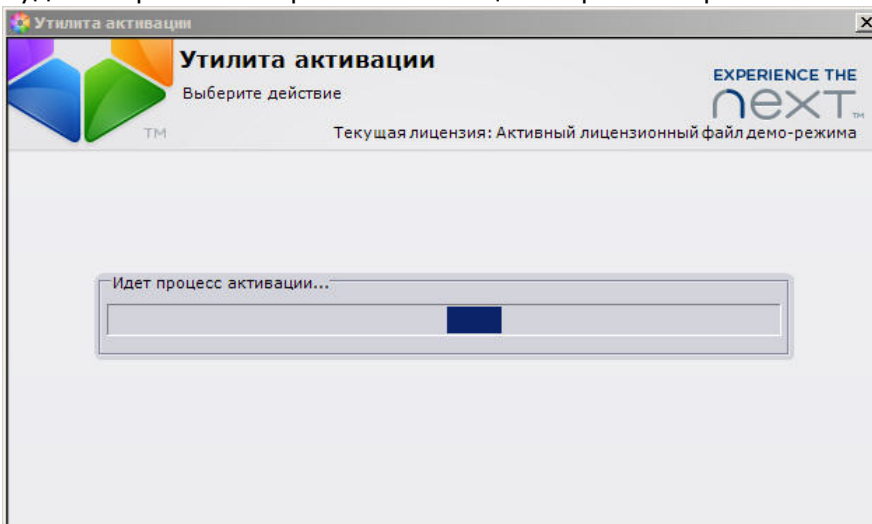 Утилита активации
Утилита активации
Выберите действие
EXPERIENCE THE
next TM
TM
Текущая лицензия: Активный лицензионный файл демо-режима
Идет процесс активации...